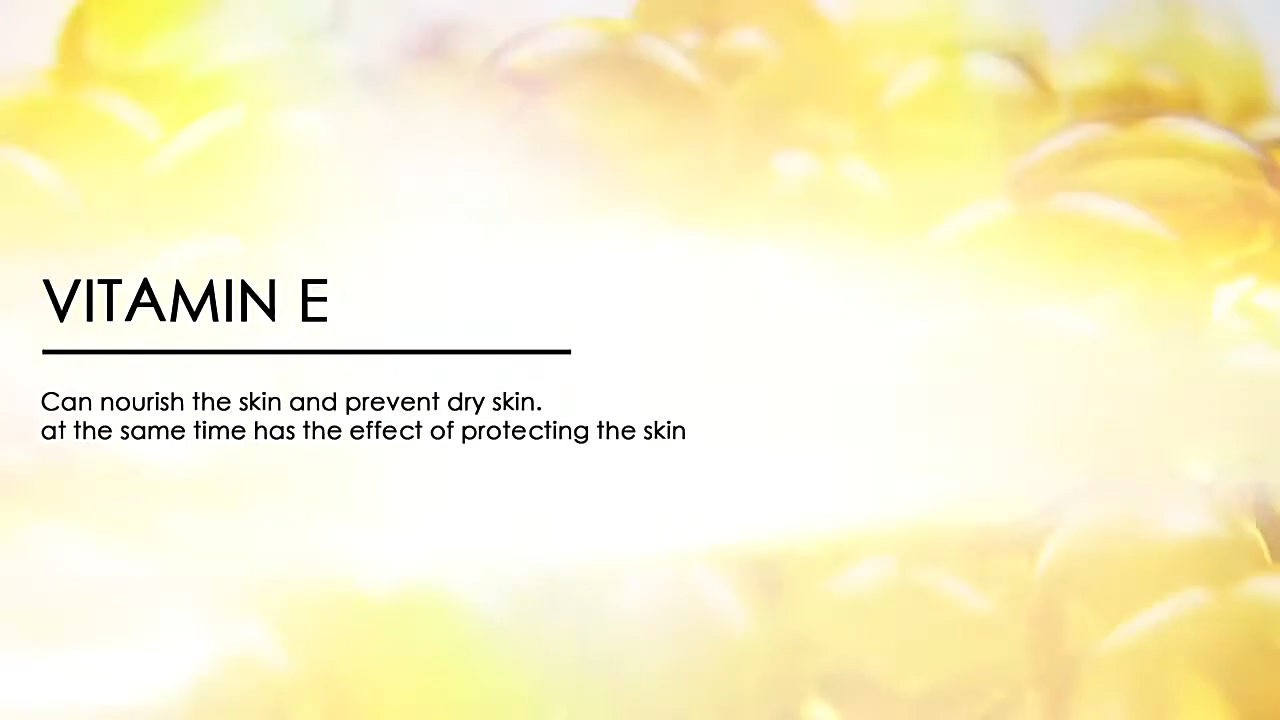 VITAMIN E
Can nourish the skin and prevent dry skin.
at the same time has the effect of protecting the skin